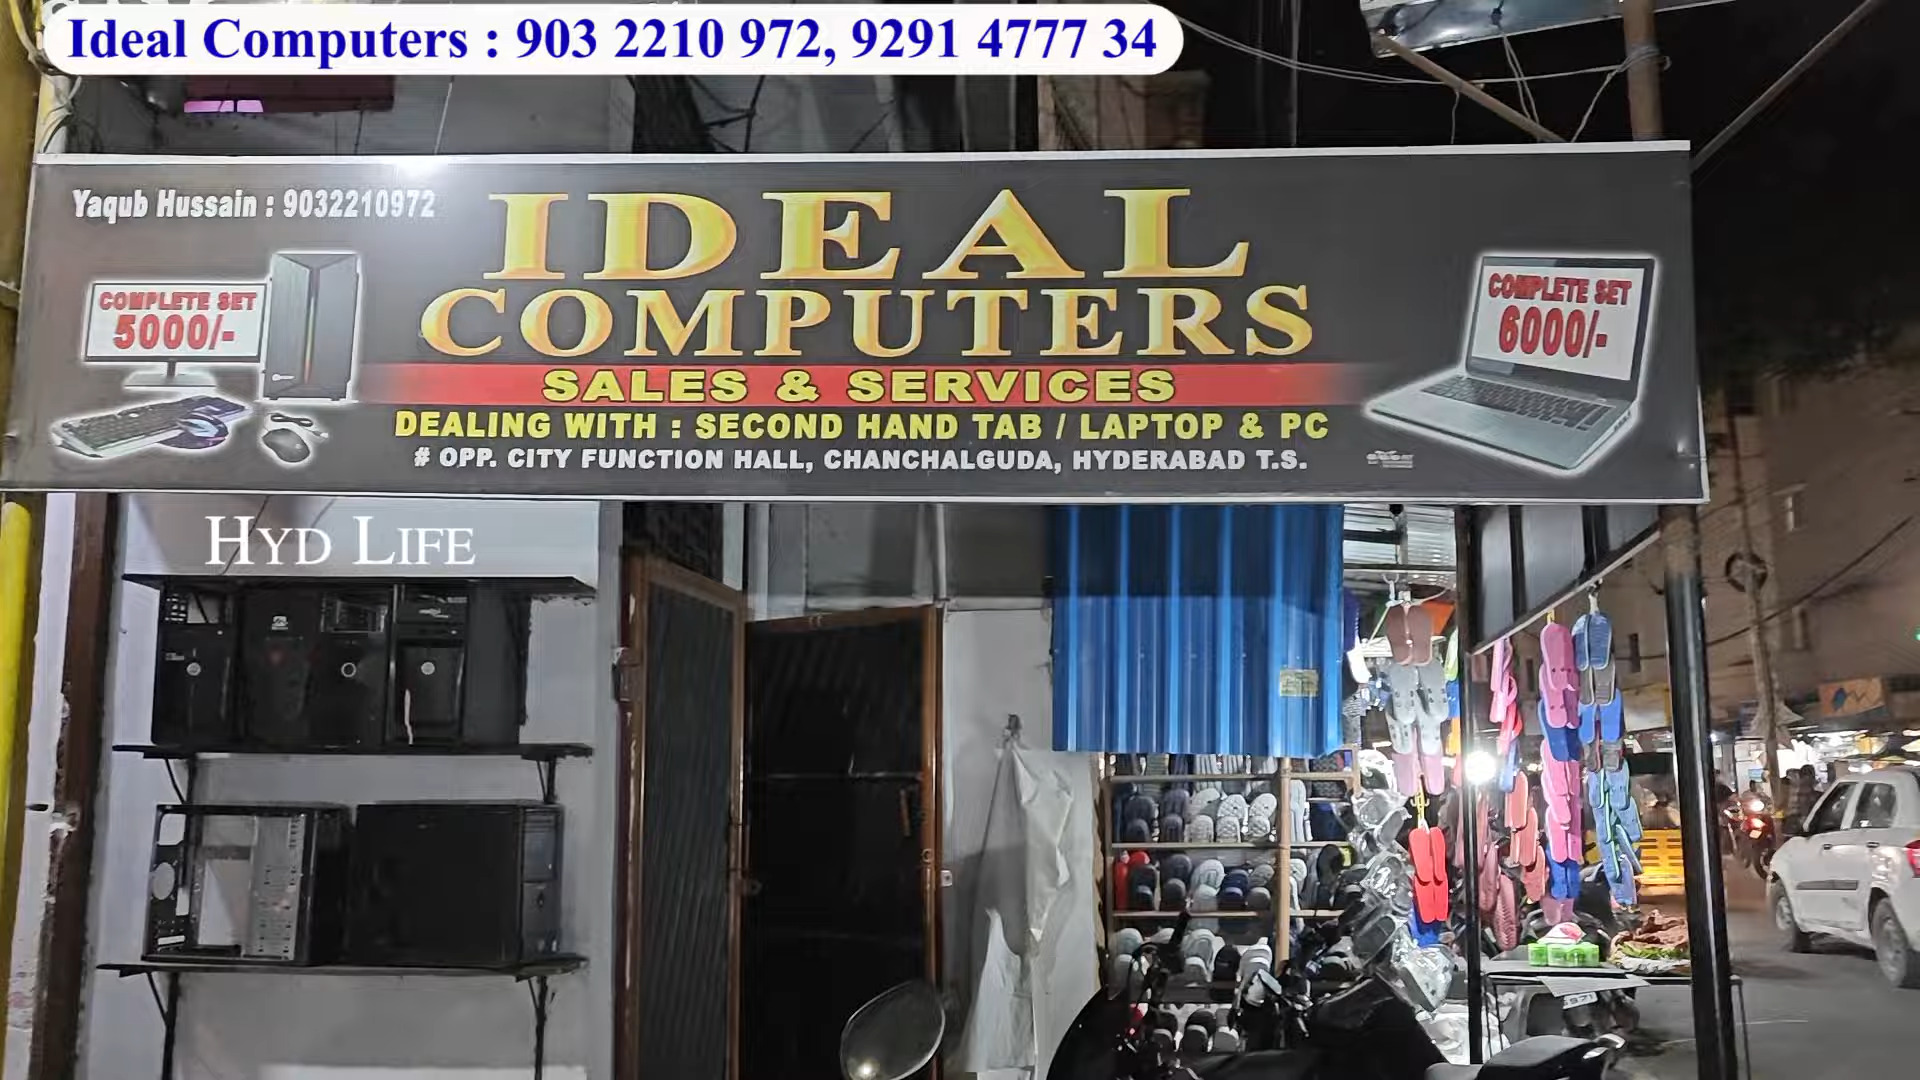 Ideal Computers : 903 2210 972, 9291 4777 34
Yaqub Hussain : 9032210972
IDEAL
COMPUTERS
COMPLETE SET
5000/-
COMPLETE SET
6000/-
SALES & SERVICES
DEALING WITH : SECOND HAND TAB / LAPTOP & PC
# OPP. CITY FUNCTION HALL, CHANCHALGUDA, HYDERABAD T.S.
HYD LIFE